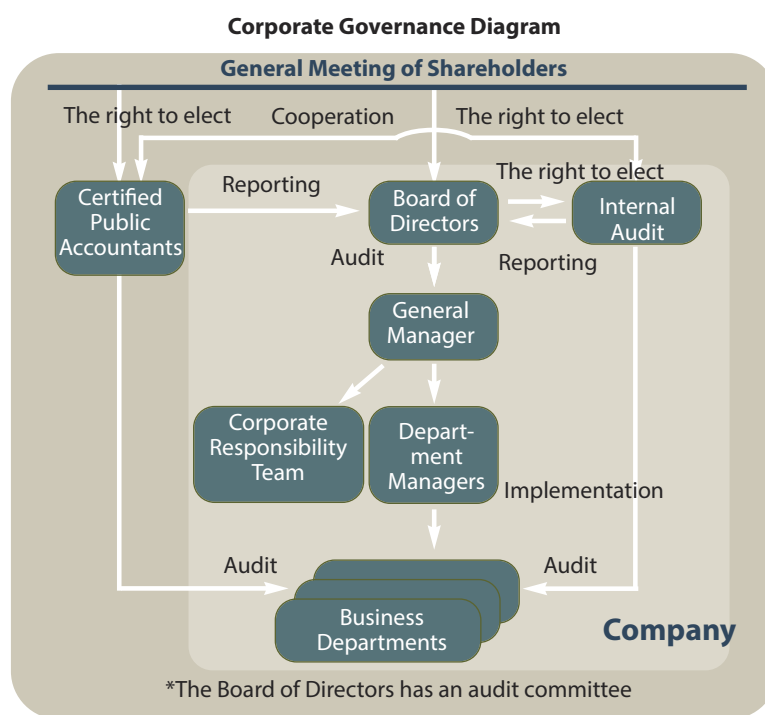 Corporate Governance Diagram
General Meeting of Shareholders
The right to elect
Cooperation
The right to elect
The right to elect
Certified
Public
Accountants
Reporting
Board of
Directors
Internal
Audit
Audit
Reporting
General
Manager
Corporate
Responsibility
Team
Depart-
ment
Managers
Implementation
Audit
Audit
Business
Departments
Company
*The Board of Directors has an audit committee